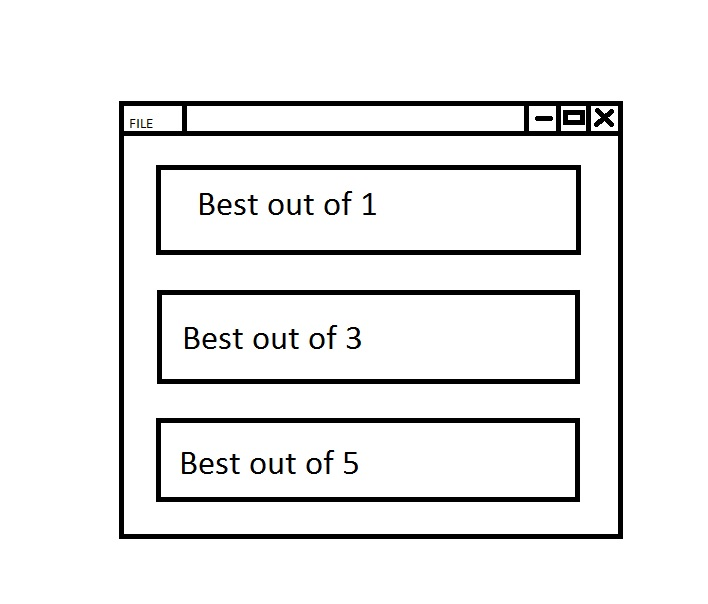 FILE
Best out of 1
Best out of 3
Best out of 5